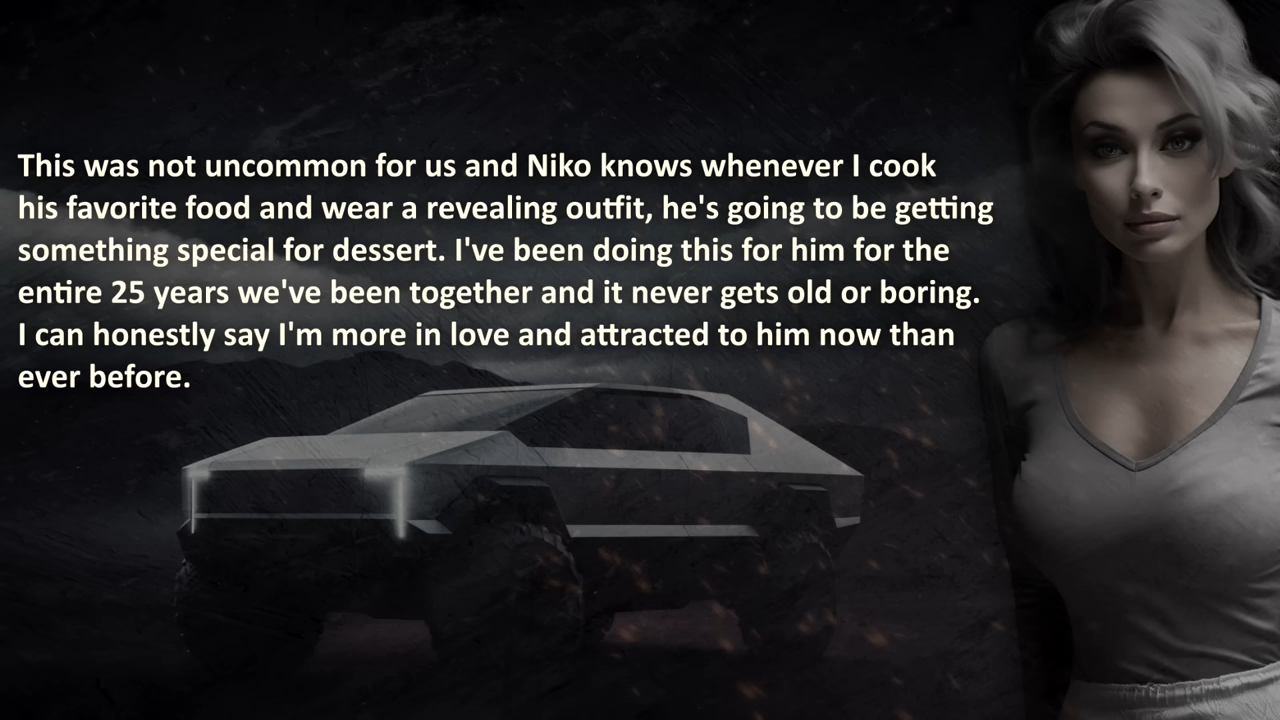 This was not uncommon for us and Niko knows whenever I cook
his favorite food and wear a revealing outfit, he's going to be getting
something special for dessert. I've been doing this for him for the
entire 25 years we've been together and it never gets old or boring.
I can honestly say I'm more in love and attracted to him now than
ever before.